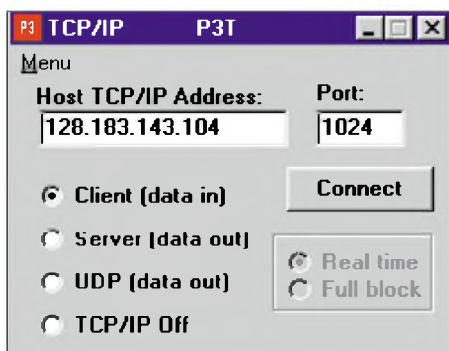 P3 TCP/IP P3T
Menu
Host TCP/IP Address: Port:
128.183.143.104 1024
Client (data in) Connect
Server (data out)
Real time
UDP (data out) Full block
TCP/IP Off